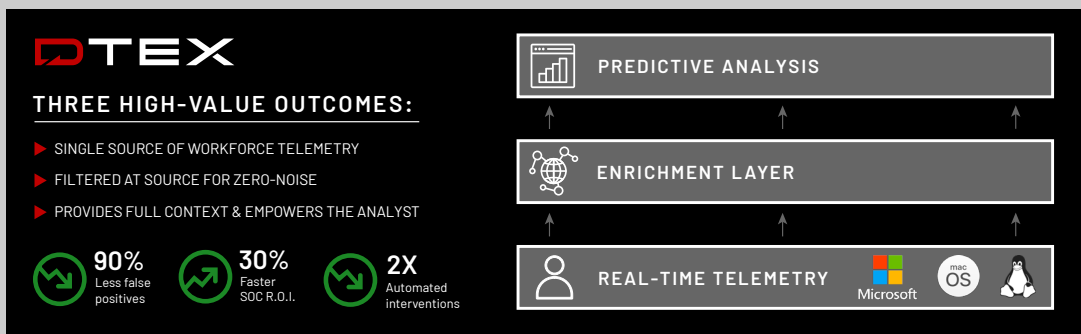 DTEX
THREE HIGH-VALUE OUTCOMES:
SINGLE SOURCE OF WORKFORCE TELEMETRY
FILTERED AT SOURCE FOR ZERO-NOISE
PROVIDES FULL CONTEXT & EMPOWERS THE ANALYST
90%
Less false
positives
30%
Faster
SOC R.O.I.
2X
Automated
interventions
PREDICTIVE ANALYSIS
ENRICHMENT LAYER
REAL-TIME TELEMETRY
Microsoft
mac
OS